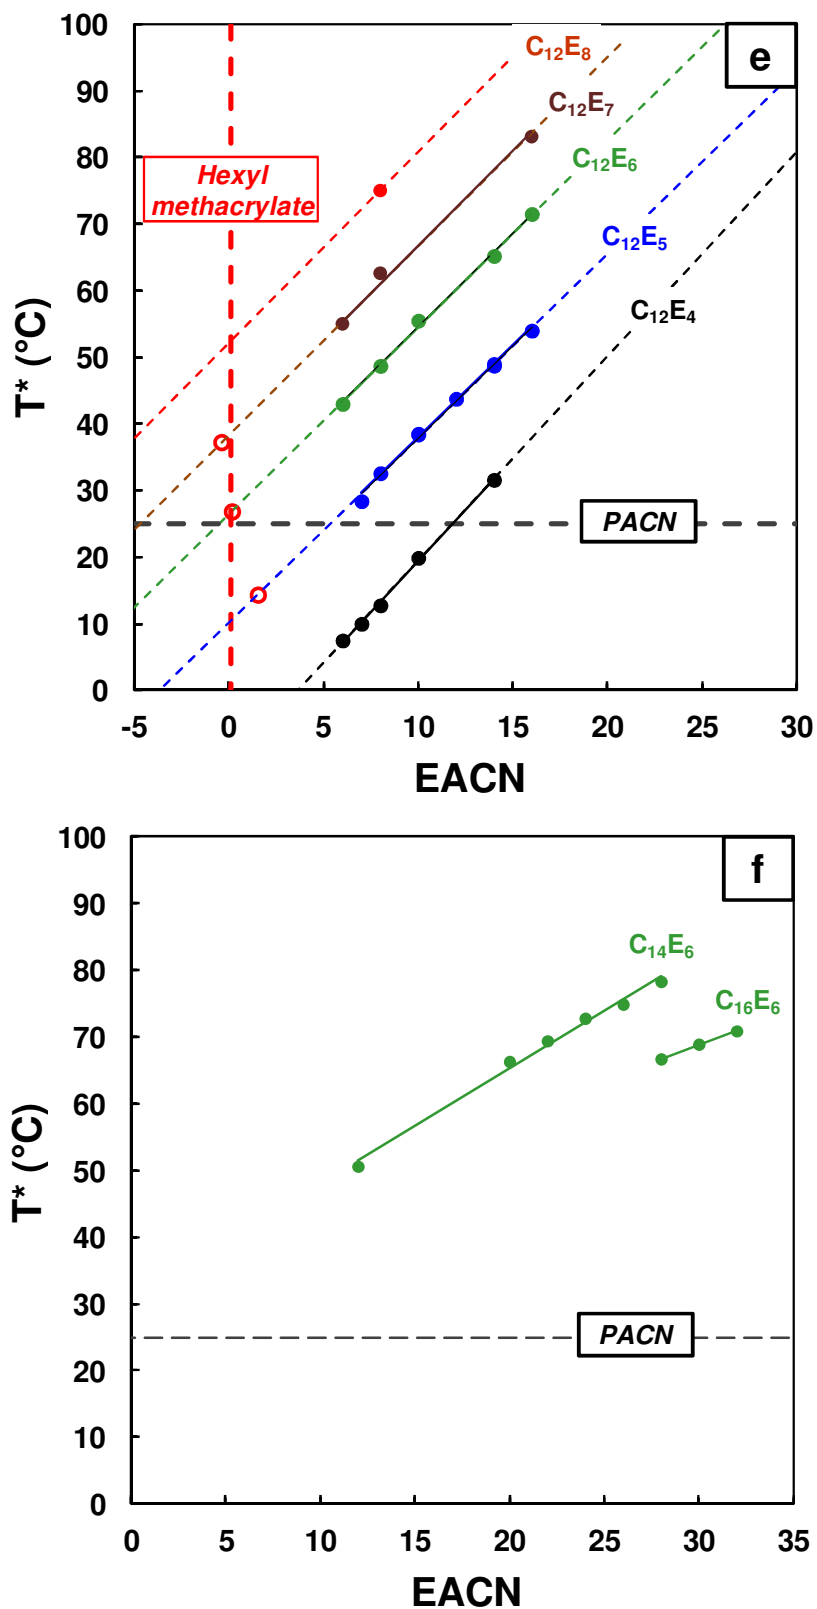 100
90
80
70
60
50
40
30
20
10
0
T* (°C)
e
C12E8
C12E7
C12E6
C12E5
C12E4
Hexyl
methacrylate
PACN
-5 0 5 10 15 20 25 30
EACN
100
90
80
70
60
50
40
30
20
10
0
T* (°C)
f
C14E6
C16E6
PACN
0 5 10 15 20 25 30 35
EACN